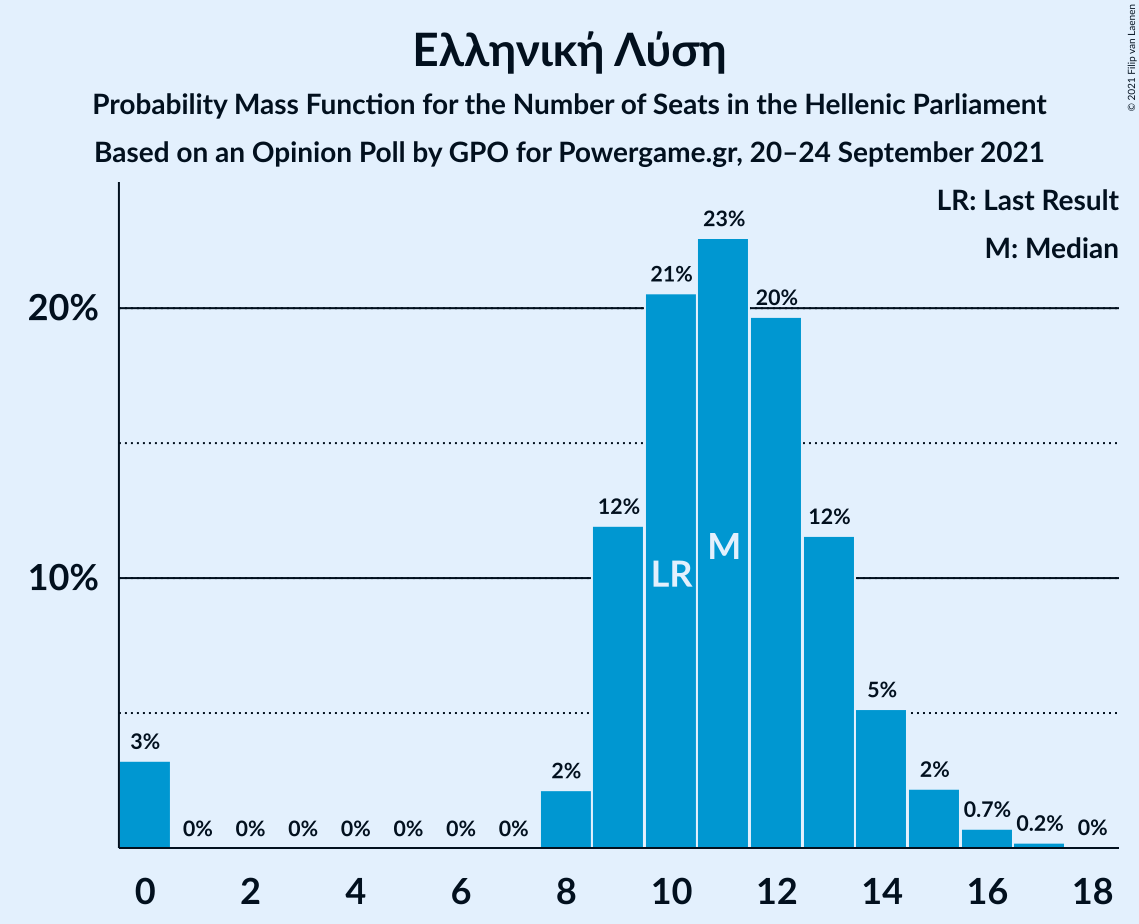 Ελληνική Λύση
Probability Mass Function for the Number of Seats in the Hellenic Parliament
Based on an Opinion Poll by GPO for Powergame.gr, 20–24 September 2021
© 2021 Filip van Laenen
LR: Last Result
M: Median
20%
10%
3%
0%
0%
0%
0%
0%
0%
0%
2%
12%
21%
23%
20%
12%
5%
2%
0.7%
0.2%
0%
LR
M
0 2 4 6 8 10 12 14 16 18